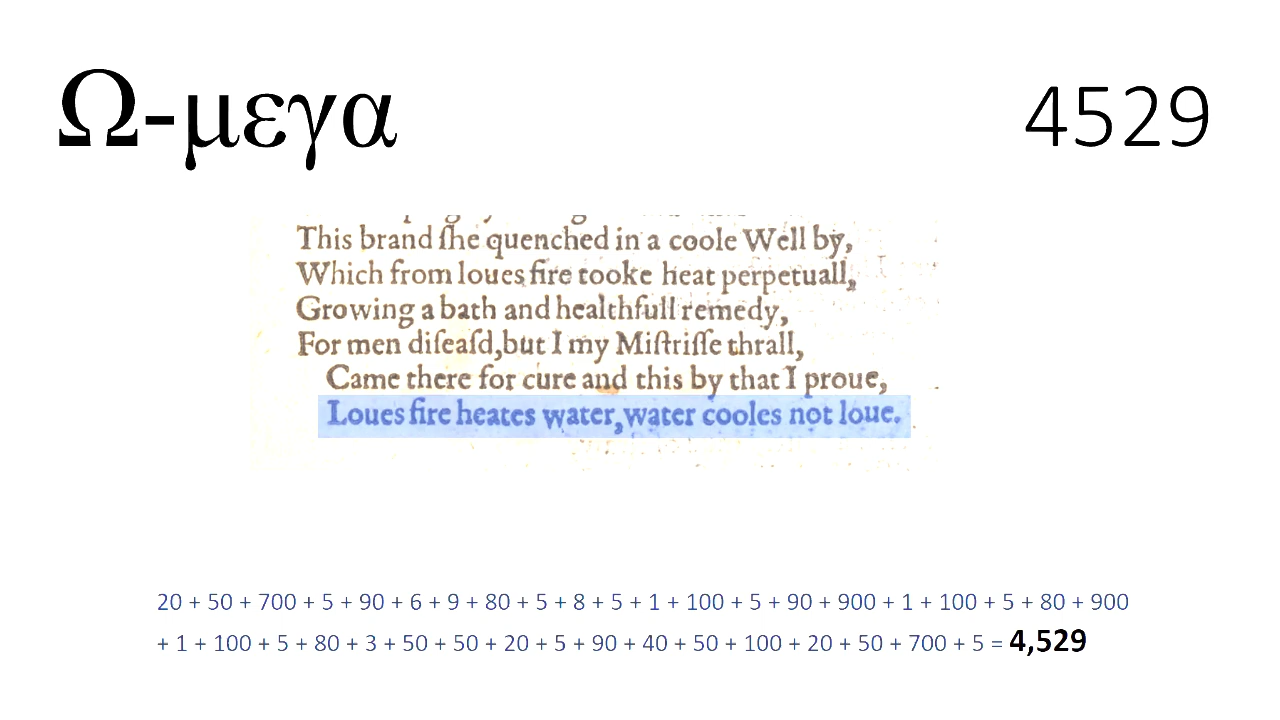 Ω-μεγα 4529
This brand ſhe quenched in a coole Well by,
Which from loues fire tooke heat perpetuall,
Growing a bath and healthfull remedy,
For men diſeaſd,but I my Miſtriſſe thrall,
Came there for cure and this by that I proue,
Loues fire heates water,water cooles not loue.
20 + 50 + 700 + 5 + 90 + 6 + 9 + 80 + 5 + 8 + 5 + 1 + 100 + 5 + 90 + 900 + 1 + 100 + 5 + 80 + 900
+ 1 + 100 + 5 + 80 + 3 + 50 + 50 + 20 + 5 + 90 + 40 + 50 + 100 + 20 + 50 + 700 + 5 = 4,529